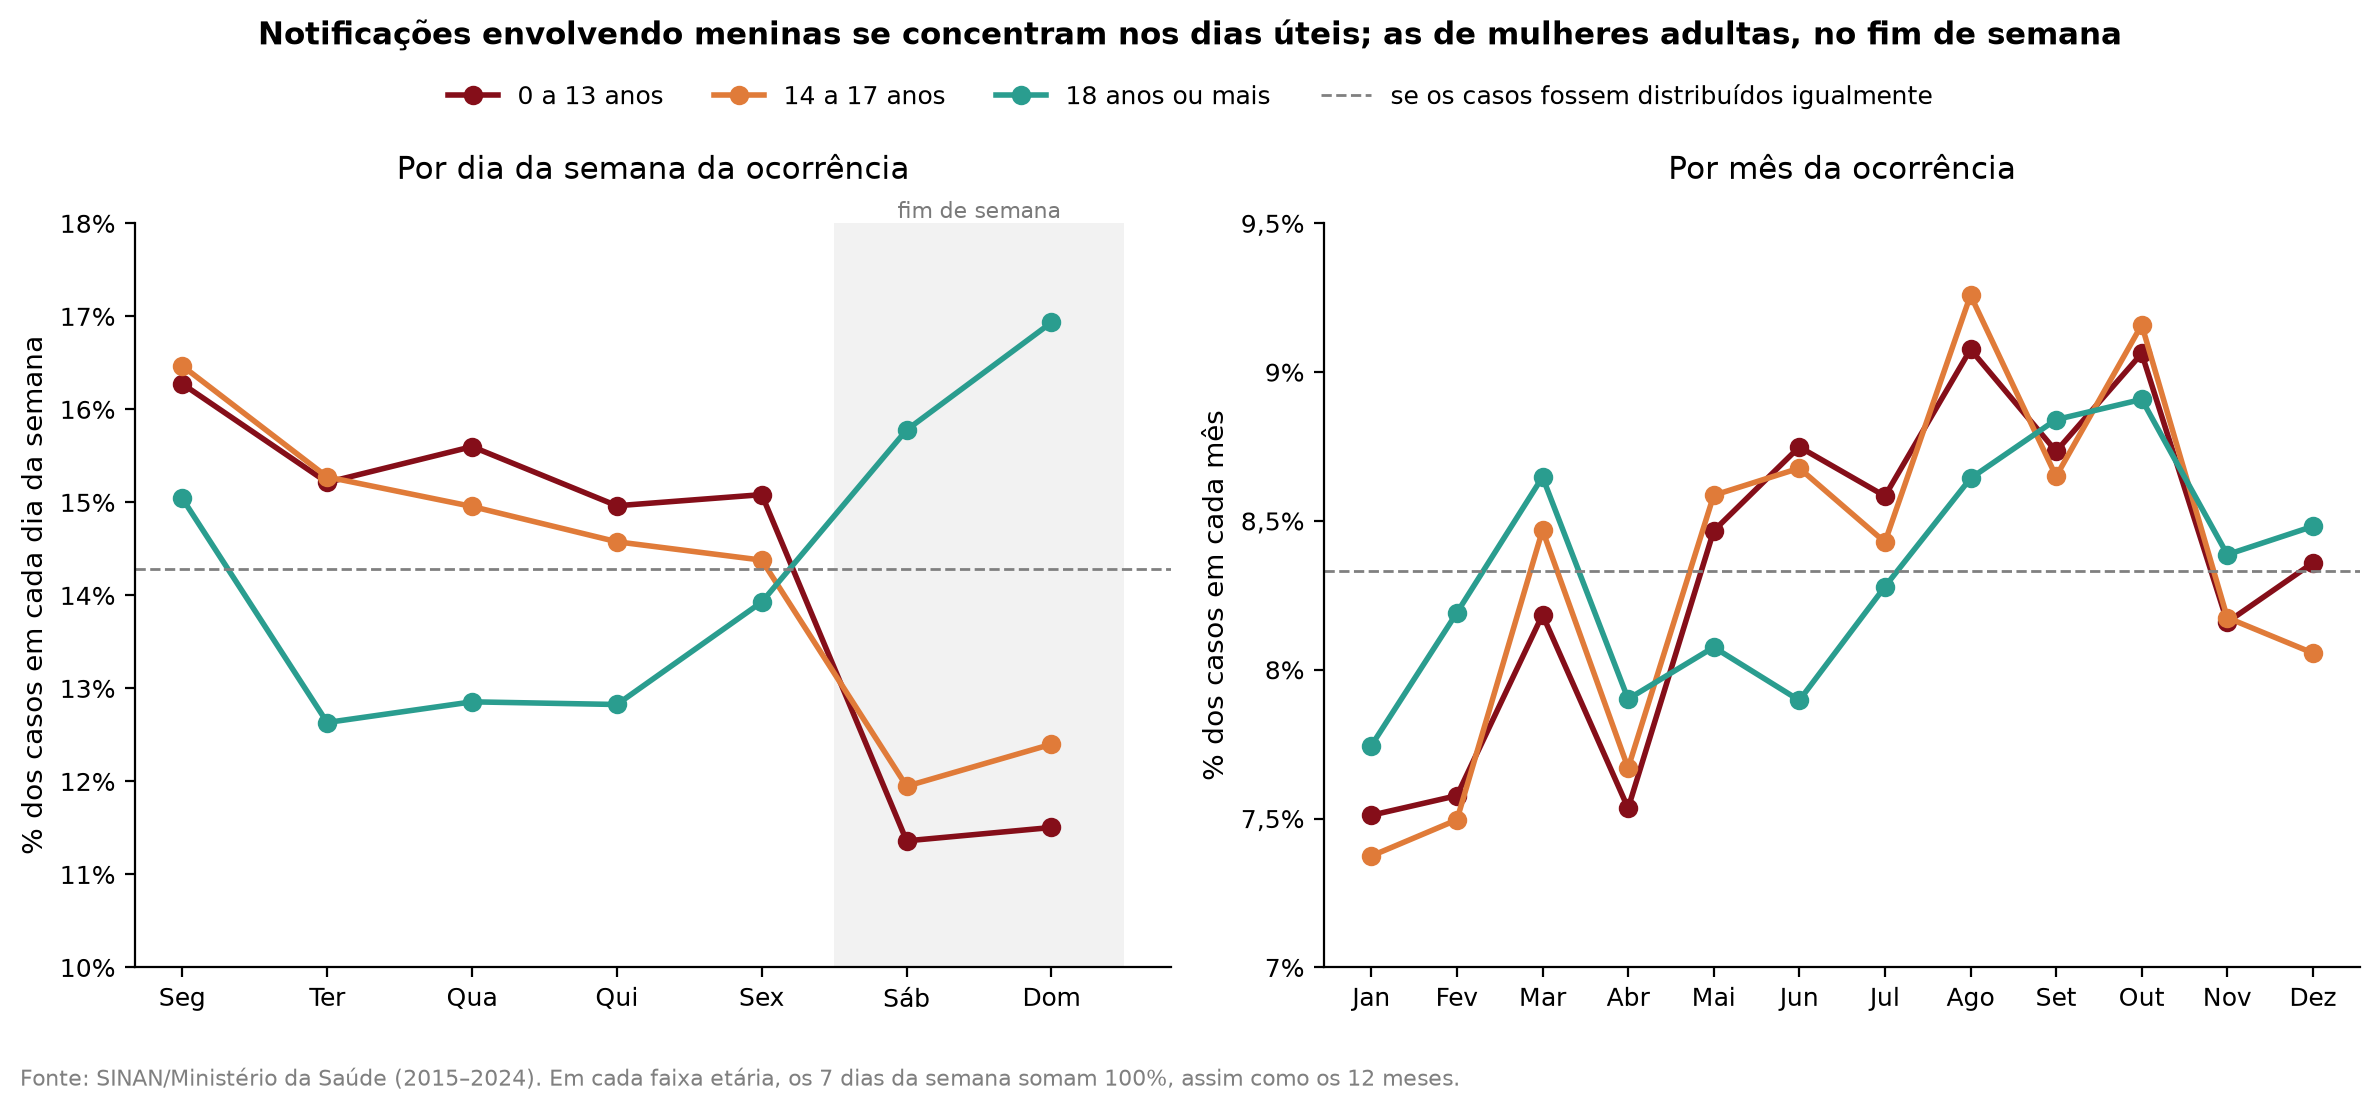 Notificações envolvendo meninas se concentram nos dias úteis; as de mulheres adultas, no fim de semana
0 a 13 anos
14 a 17 anos
18 anos ou mais
se os casos fossem distribuídos igualmente
Por dia da semana da ocorrência
fim de semana
% dos casos em cada dia da semana
18%
17%
16%
15%
14%
13%
12%
11%
10%
Seg
Ter
Qua
Qui
Sex
Sáb
Dom
Por mês da ocorrência
% dos casos em cada mês
9,5%
9%
8,5%
8%
7,5%
7%
Jan
Fev
Mar
Abr
Mai
Jun
Jul
Ago
Set
Out
Nov
Dez
Fonte: SINAN/Ministério da Saúde (2015–2024). Em cada faixa etária, os 7 dias da semana somam 100%, assim como os 12 meses.